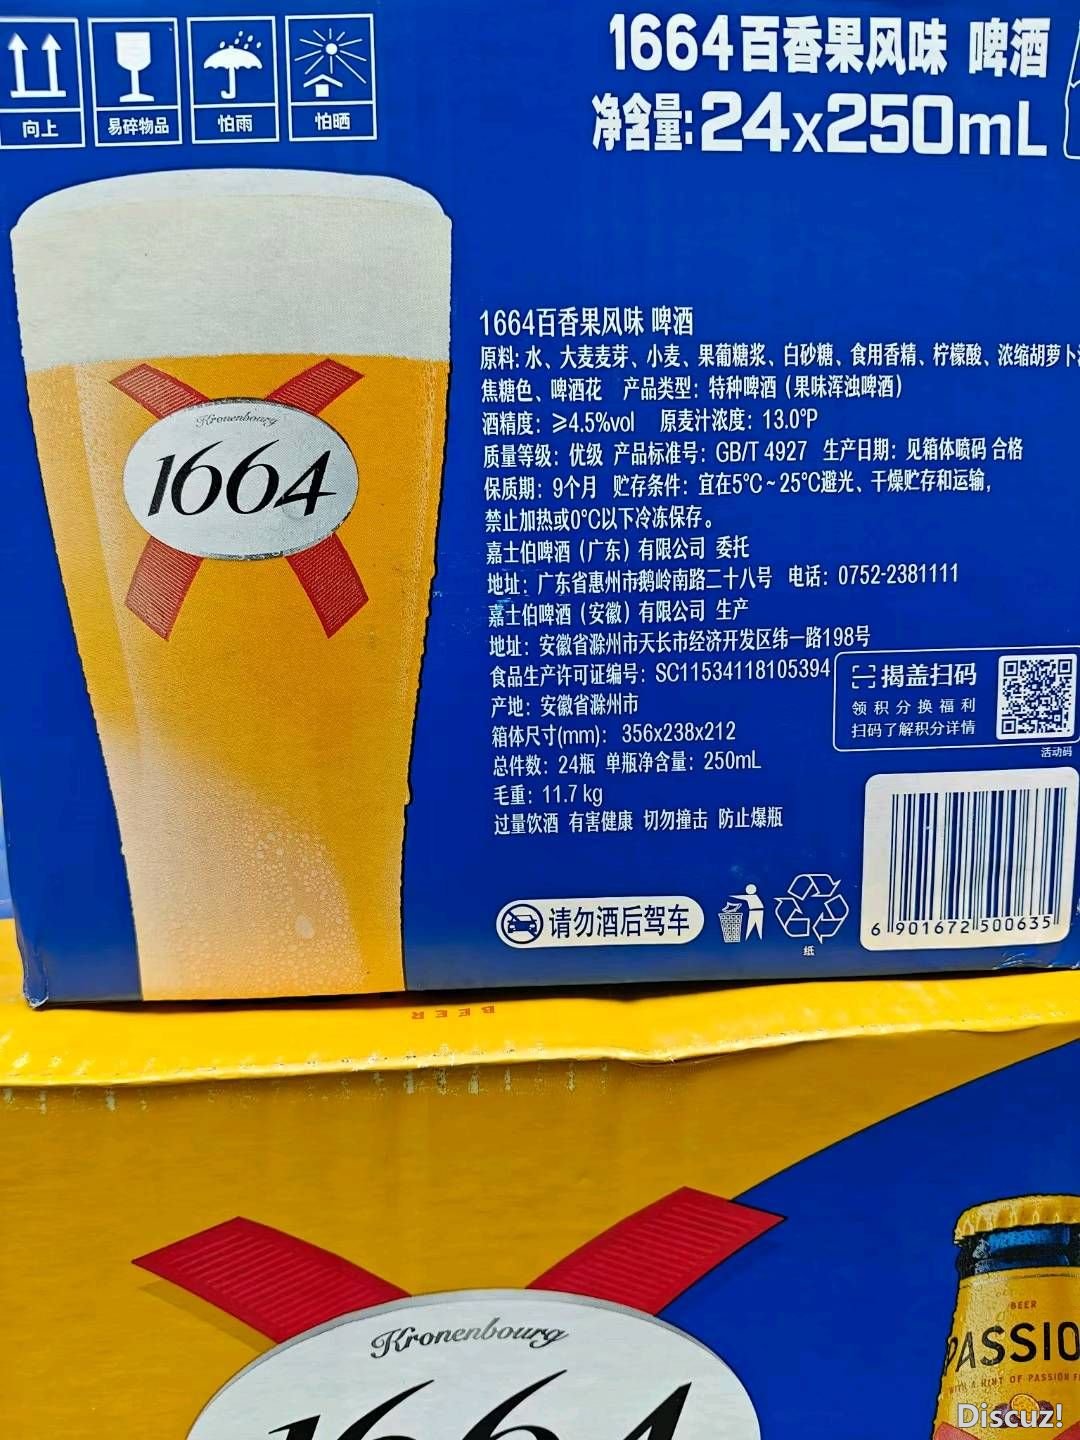 向上
易碎物品
怕雨
怕晒
1664百香果风味 啤酒
净含量:24x250mL
Kronenbourg
1664
1664百香果风味 啤酒
原料: 水、大麦麦芽、小麦、果葡糖浆、白砂糖、食用香精、柠檬酸、浓缩胡萝卜
焦糖色、啤酒花 产品类型: 特种啤酒 (果味浑浊啤酒)
酒精度: ≥4.5%vol 原麦汁浓度: 13.0°P
质量等级: 优级 产品标准号: GB/T 4927 生产日期: 见箱体喷码 合格
保质期: 9个月 贮存条件: 宜在5°C~25°C避光、干燥贮存和运输,
禁止加热或0°C以下冷冻保存。
嘉士伯啤酒 (广东) 有限公司 委托
地址: 广东省惠州市鹅岭南路二十八号 电话: 0752-2381111
嘉士伯啤酒 (安徽) 有限公司 生产
地址: 安徽省滁州市天长市经济开发区纬一路198号
食品生产许可证编号: SC11534118105394
产地: 安徽省滁州市
箱体尺寸(mm): 356x238x212
总件数: 24瓶 单瓶净含量: 250mL
毛重: 11.7 kg
过量饮酒 有害健康 切勿撞击 防止爆瓶
揭盖扫码
领积分换福利
扫码了解积分详情
活动码
请勿酒后驾车
纸
6 901672 500635
BEER
Kronenbourg
1664
BEER
PASSIO
WITH A HINT OF PASSION F
Discuz!